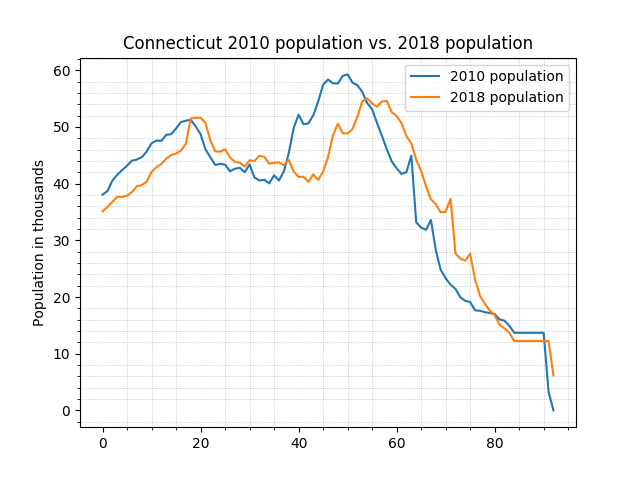 Connecticut 2010 population vs. 2018 population
2010 population
2018 population
Population in thousands
60
50
40
30
20
10
0
0 20 40 60 80